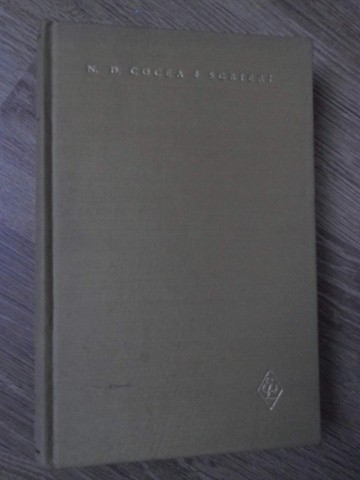 N. D. COCEA * SCRIERI